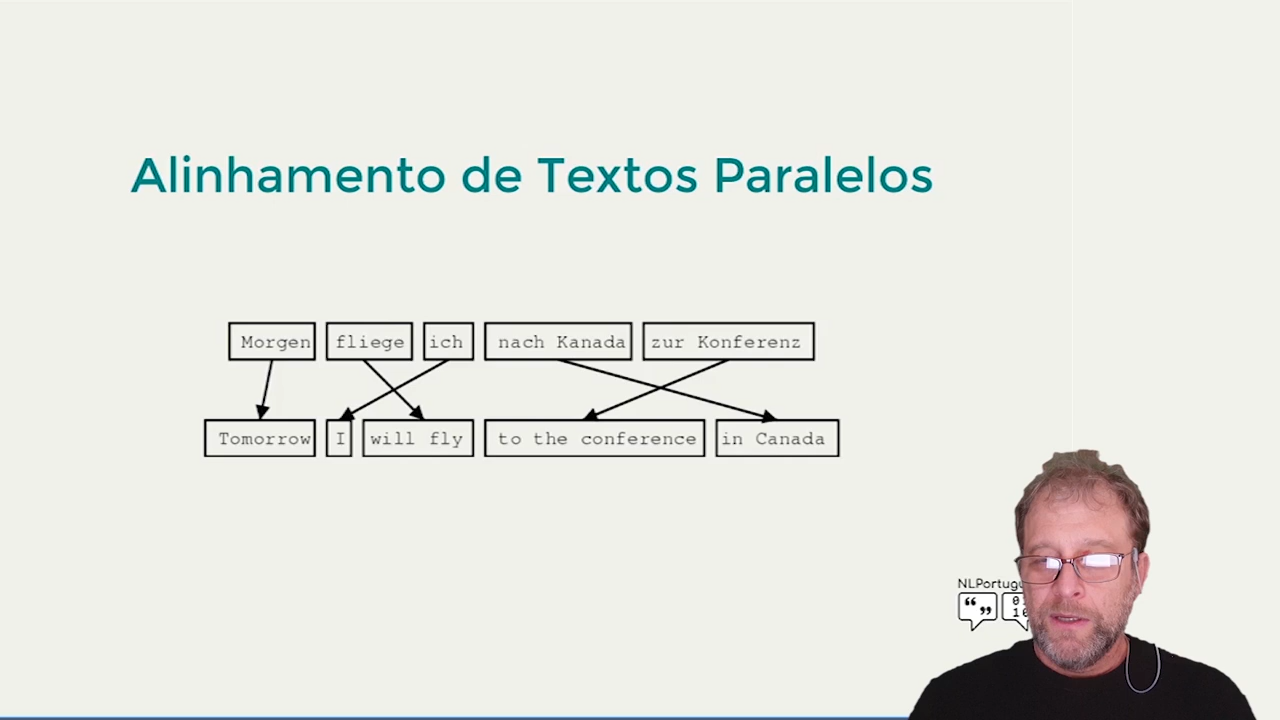 Alinhamento de Textos Paralelos
Morgen fliege ich nach Kanada zur Konferenz
Tomorrow I will fly to the conference in Canada